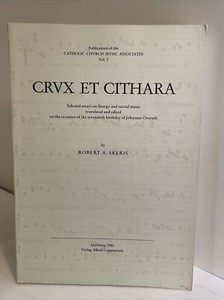 Publications of the
CATHOLIC CHVRCH MVSIC ASSOCIATES
Vol. 2
CRVX ET CITHARA
Selected essays on liturgy and sacred music
translated and edited
on the occasion of the seventieth birthday of Johannes Overath
by
ROBERT A. SKERIS
Altötting 1983
Verlag Alfred Coppenrath